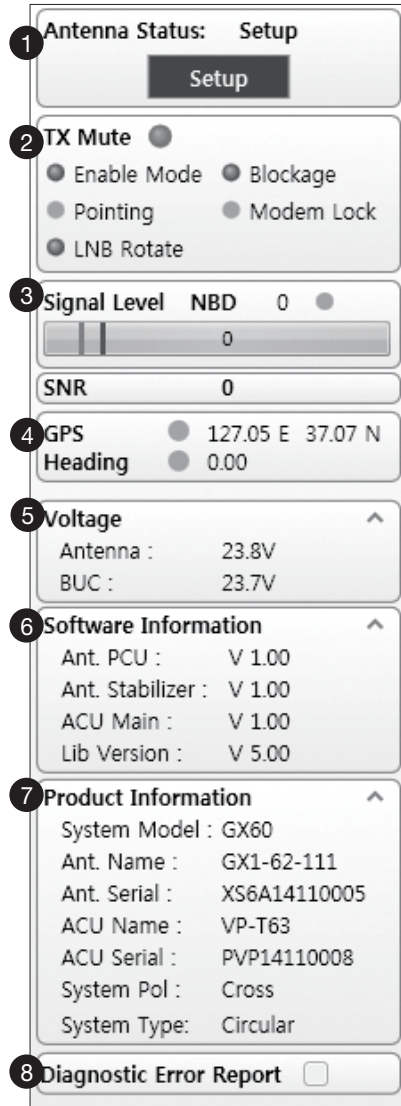 1 Antenna Status: Setup
Setup
2 TX Mute
Enable Mode Blockage
Pointing Modem Lock
LNB Rotate
3 Signal Level NBD 0
0
SNR 0
4 GPS 127.05 E 37.07 N
Heading 0.00
5 Voltage
Antenna : 23.8V
BUC : 23.7V
6 Software Information
Ant. PCU : V 1.00
Ant. Stabilizer : V 1.00
ACU Main : V 1.00
Lib Version : V 5.00
7 Product Information
System Model : GX60
Ant. Name : GX1-62-111
Ant. Serial : XS6A14110005
ACU Name : VP-T63
ACU Serial : PVP14110008
System Pol : Cross
System Type: Circular
8 Diagnostic Error Report